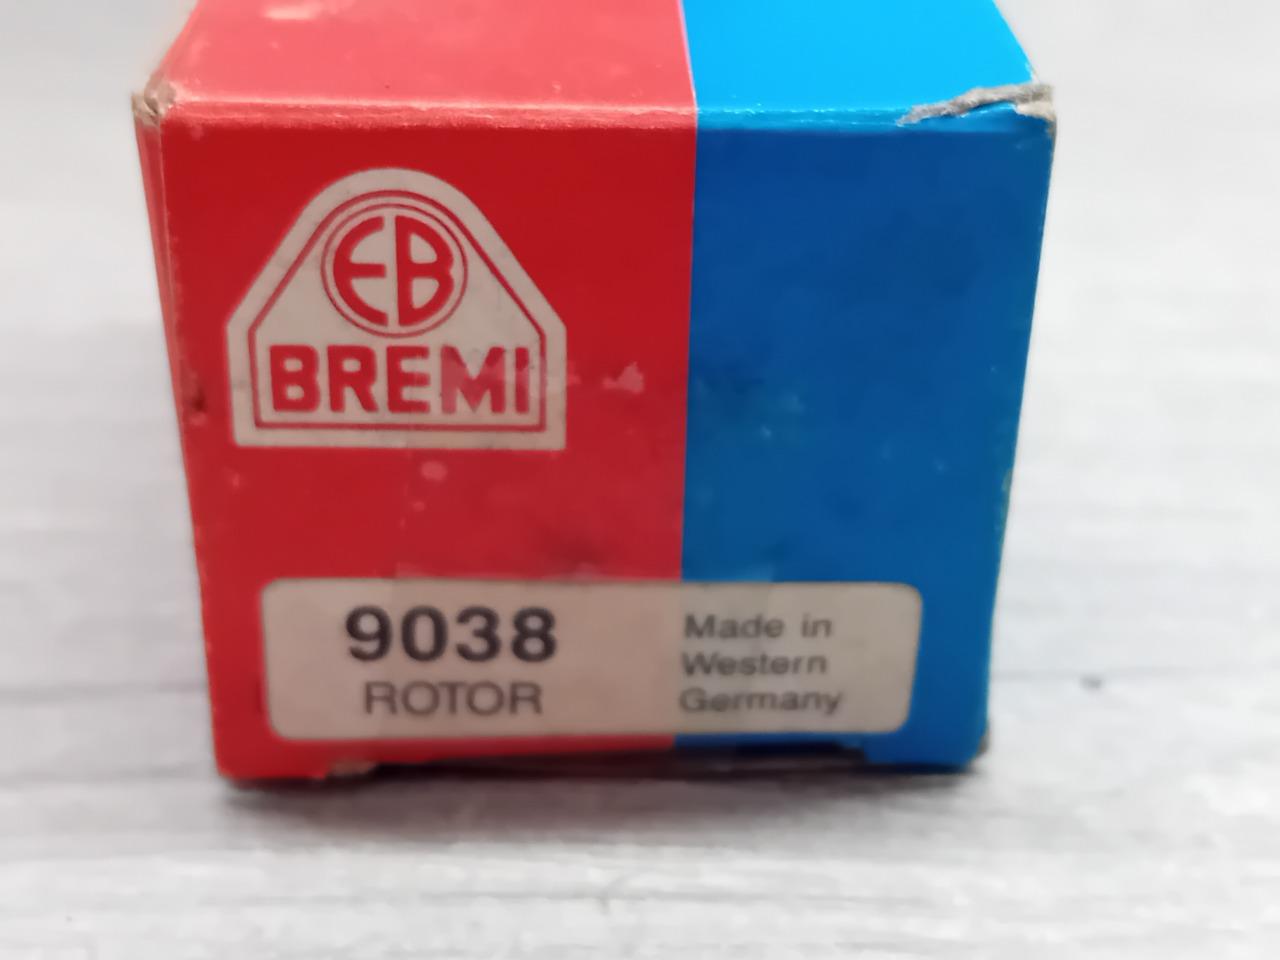 EB
BREMI
9038
ROTOR
Made in
Western
Germany